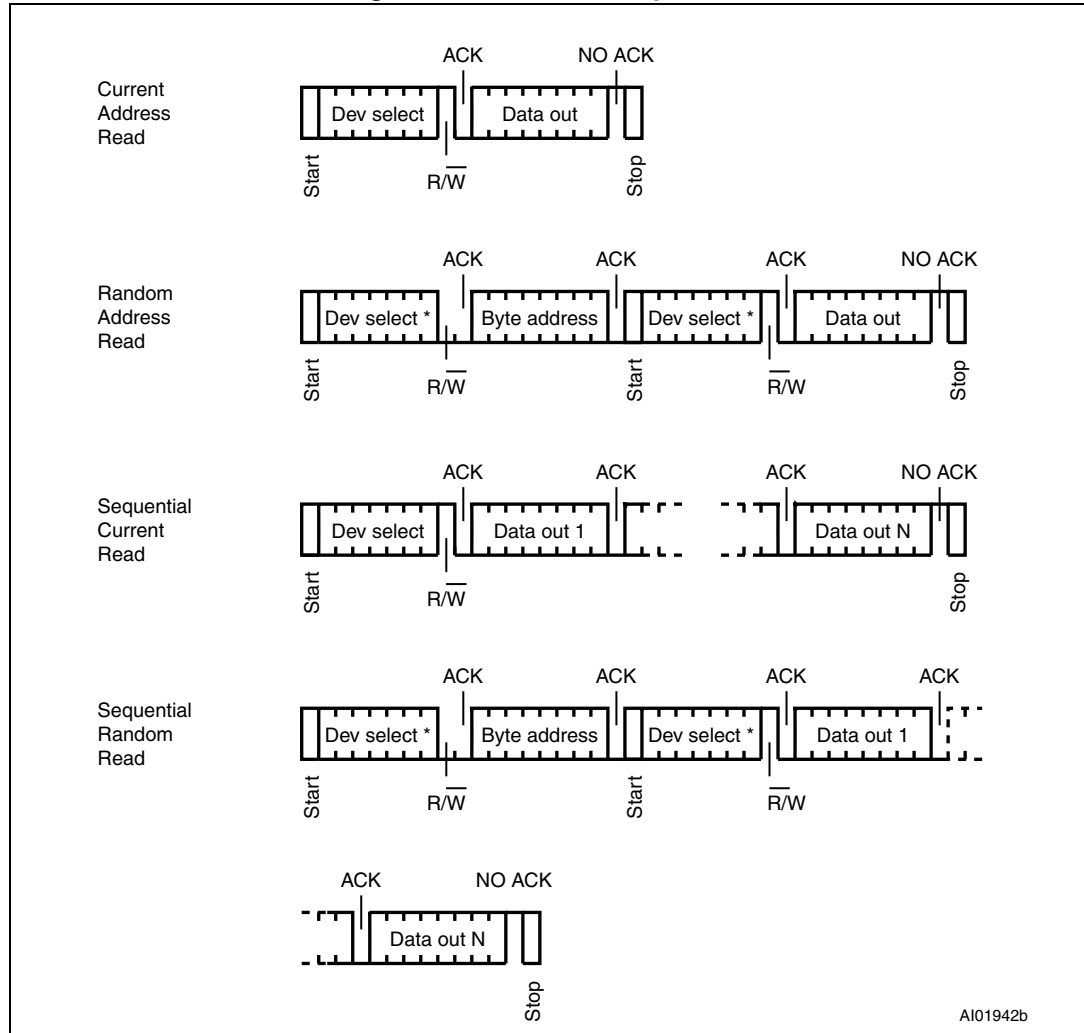 ACK NO ACK
Current
Address
Read
Dev select Data out
Start R/W Stop
ACK ACK ACK NO ACK
Random
Address
Read
Dev select * Byte address Dev select * Data out
Start R/W Start R/W Stop
ACK ACK ACK NO ACK
Sequential
Current
Read
Dev select Data out 1 Data out N
Start R/W Stop
ACK ACK ACK ACK
Sequential
Random
Read
Dev select * Byte address Dev select * Data out 1
Start R/W Start R/W
ACK NO ACK
Data out N
Stop
AI01942b